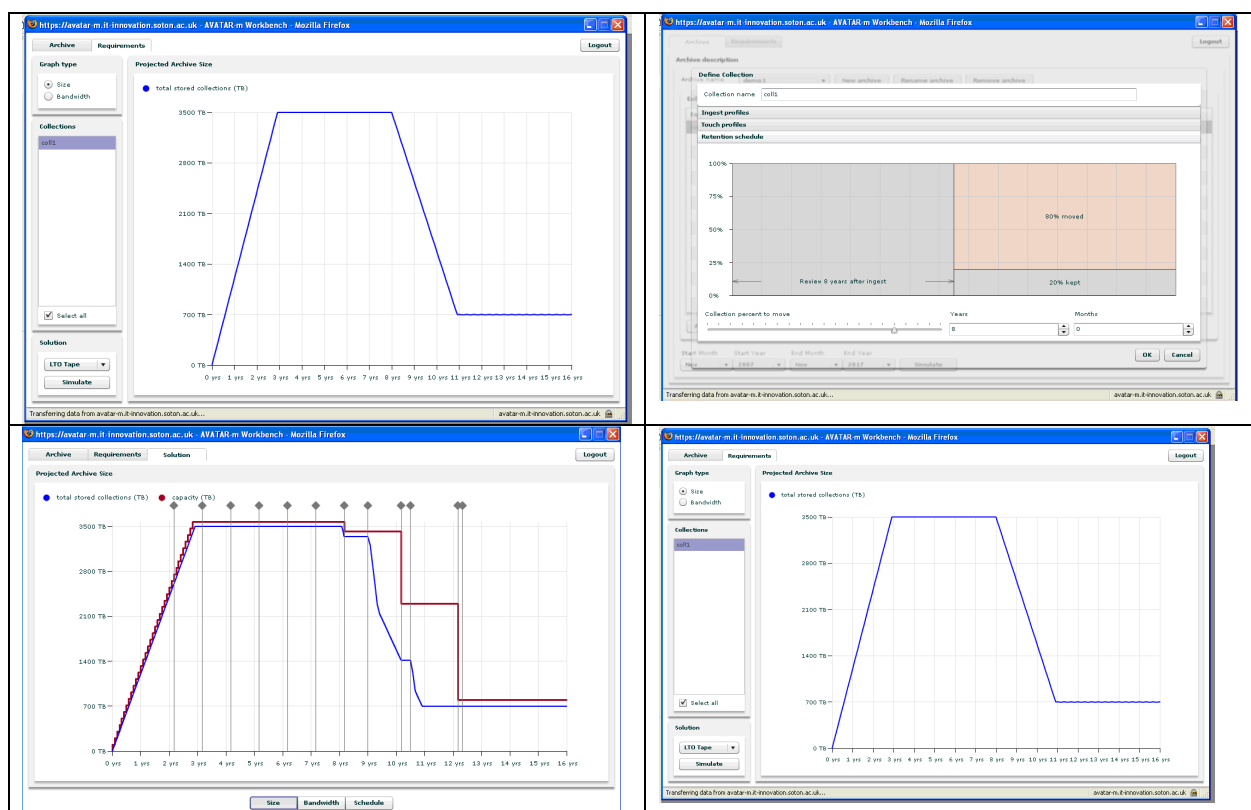 https://avatar-m.it-innovation.soton.ac.uk - AVATAR-m Workbench - Mozilla Firefox
Archive Requirements Logout
Graph type
Size
Bandwidth
Collections
coll1
Select all
Solution
LTO Tape
Simulate
Projected Archive Size
total stored collections (TB)
3500 TB
2800 TB
2100 TB
1400 TB
700 TB
0 TB
0 yrs 1 yrs 2 yrs 3 yrs 4 yrs 5 yrs 6 yrs 7 yrs 8 yrs 9 yrs 10 yrs 11 yrs 12 yrs 13 yrs 14 yrs 15 yrs 16 yrs
Transferring data from avatar-m.it-innovation.soton.ac.uk... avatar-m.it-innovation.soton.ac.uk
https://avatar-m.it-innovation.soton.ac.uk - AVATAR-m Workbench - Mozilla Firefox
Archive Requirements Logout
Archive description
Archive name demo1 New archive Rename archive Remove archive
Define Collection
Collection name coll1
Ingest profiles
Touch profiles
Retention schedule
100%
75%
50%
25%
0%
80% moved
Review 8 years after ingest
20% kept
Collection percent to move Years Months
8 0
OK Cancel
Start Month Start Year End Month End Year
Nov 2007 Nov 2017 Simulate
Transferring data from avatar-m.it-innovation.soton.ac.uk... avatar-m.it-innovation.soton.ac.uk
https://avatar-m.it-innovation.soton.ac.uk - AVATAR-m Workbench - Mozilla Firefox
Archive Requirements Solution Logout
Projected Archive Size
total stored collections (TB) capacity (TB)
3500 TB
2800 TB
2100 TB
1400 TB
700 TB
0 TB
0 yrs 1 yrs 2 yrs 3 yrs 4 yrs 5 yrs 6 yrs 7 yrs 8 yrs 9 yrs 10 yrs 11 yrs 12 yrs 13 yrs 14 yrs 15 yrs 16 yrs
Size Bandwidth Schedule
https://avatar-m.it-innovation.soton.ac.uk - AVATAR-m Workbench - Mozilla Firefox
Archive Requirements Logout
Graph type
Size
Bandwidth
Collections
coll1
Select all
Solution
LTO Tape
Simulate
Projected Archive Size
total stored collections (TB)
3500 TB
2800 TB
2100 TB
1400 TB
700 TB
0 TB
0 yrs 1 yrs 2 yrs 3 yrs 4 yrs 5 yrs 6 yrs 7 yrs 8 yrs 9 yrs 10 yrs 11 yrs 12 yrs 13 yrs 14 yrs 15 yrs 16 yrs
Transferring data from avatar-m.it-innovation.soton.ac.uk... avatar-m.it-innovation.soton.ac.uk